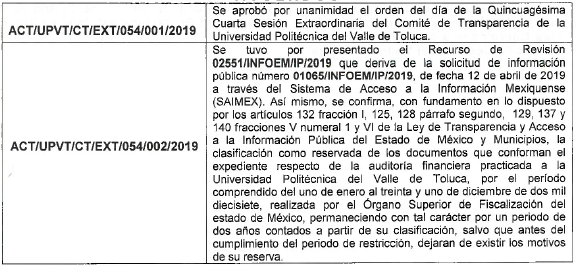 ACT/UPVT/CT/EXT/054/001/2019
Se aprobó por unanimidad el orden del día de la Quincuagésima
Cuarta Sesión Extraordinaria del Comité de Transparencia de la
Universidad Politécnica del Valle de Toluca.
ACT/UPVT/CT/EXT/054/002/2019
Se tuvo por presentado el Recurso de Revisión
02551/INFOEM/IP/2019 que deriva de la solicitud de información
pública número 01065/INFOEM/IP/2019, de fecha 12 de abril de 2019
a través del Sistema de Acceso a la Información Mexiquense
(SAIMEX). Así mismo, se confirma, con fundamento en lo dispuesto
por los artículos 132 fracción I, 125, 128 párrafo segundo, 129, 137 y
140 fracciones V numeral 1 y VI de la Ley de Transparencia y Acceso
a la Información Pública del Estado de México y Municipios, la
clasificación como reservada de los documentos que conforman el
expediente respecto de la auditoría financiera practicada a la
Universidad Politécnica del Valle de Toluca, por el período
comprendido del uno de enero al treinta y uno de diciembre de dos mil
diecisiete, realizada por el Órgano Superior de Fiscalización del
estado de México, permaneciendo con tal carácter por un periodo de
dos años contados a partir de su clasificación, salvo que antes del
cumplimiento del periodo de restricción, dejaran de existir los motivos
de su reserva.